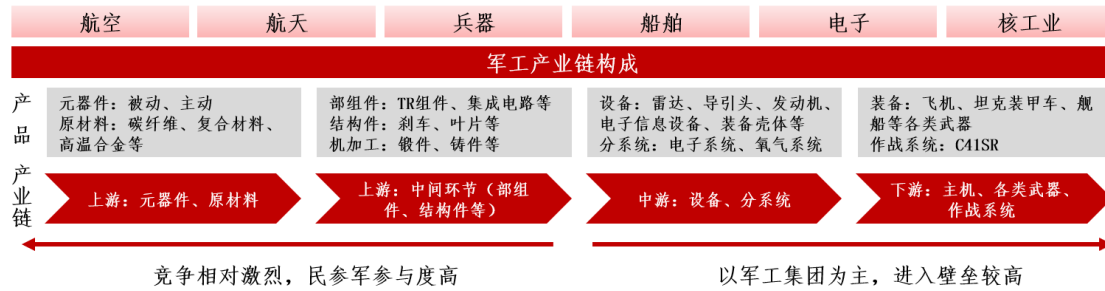 航空
航天
兵器
船舶
电子
核工业
军工产业链构成
产品
元器件：被动、主动
原材料：碳纤维、复合材料、
高温合金等
部组件：TR组件、集成电路等
结构件：刹车、叶片等
机加工：锻件、铸件等
设备：雷达、导引头、发动机、
电子信息设备、装备壳体等
分系统：电子系统、氧气系统
装备：飞机、坦克装甲车、舰
船等各类武器
作战系统：C41SR
产业链
上游：元器件、原材料
上游：中间环节（部组
件、结构件等）
中游：设备、分系统
下游：主机、各类武器、
作战系统
竞争相对激烈，民参军参与度高
以军工集团为主，进入壁垒较高